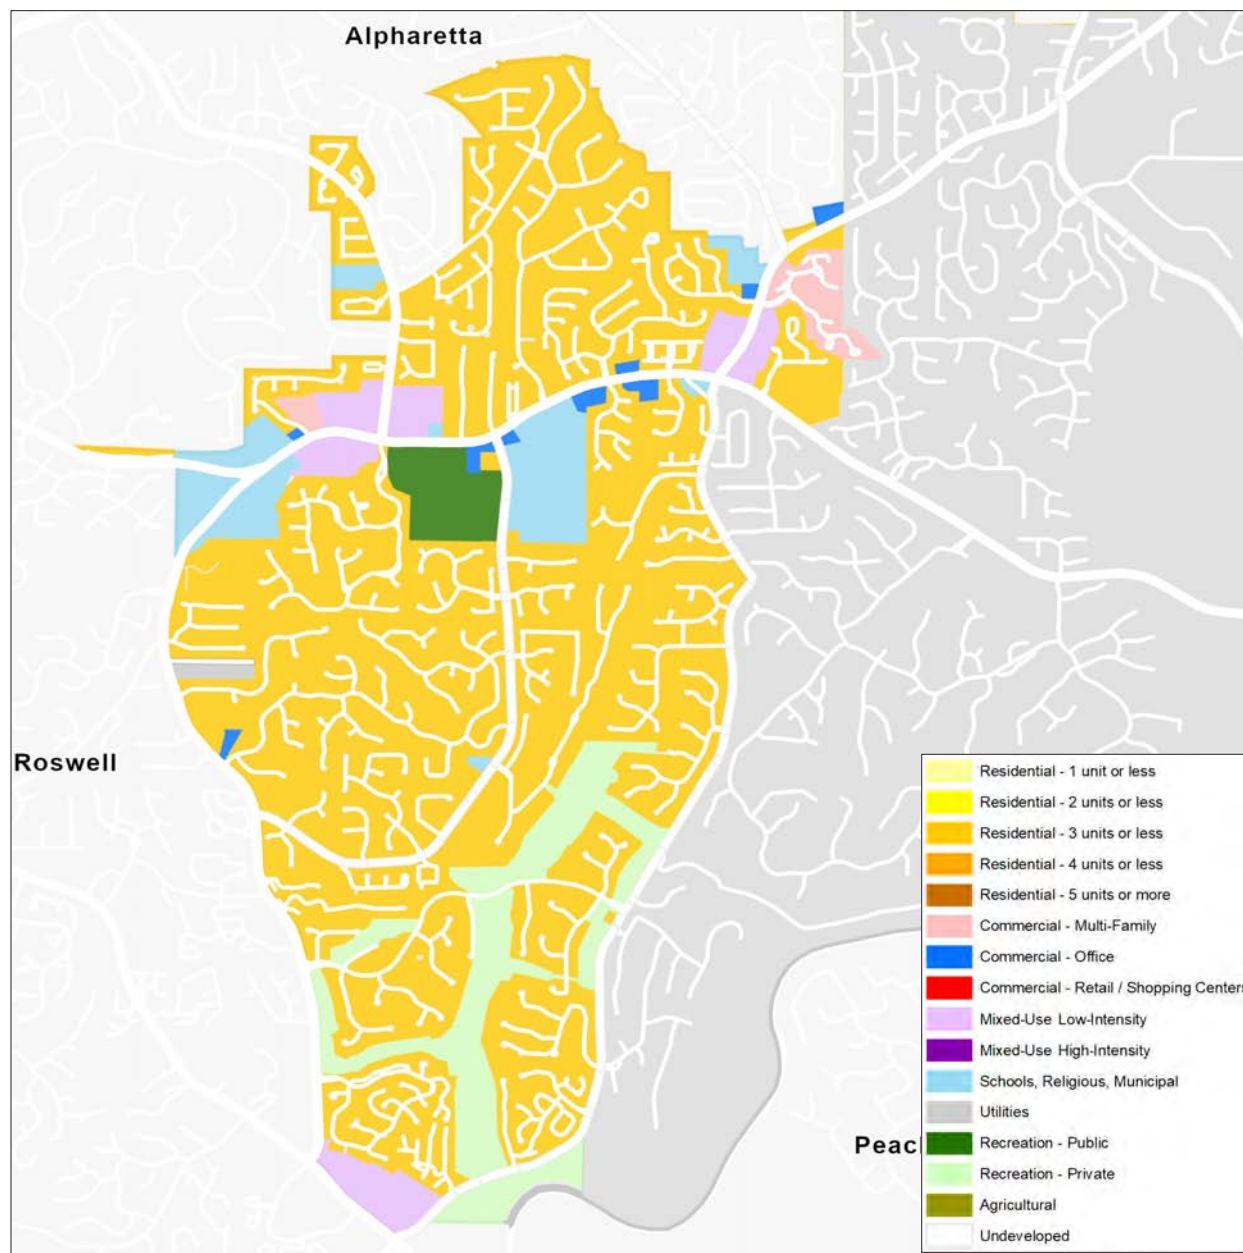 Alpharetta
Roswell
Peac
Residential - 1 unit or less
Residential - 2 units or less
Residential - 3 units or less
Residential - 4 units or less
Residential - 5 units or more
Commercial - Multi-Family
Commercial - Office
Commercial - Retail / Shopping Centers
Mixed-Use Low-Intensity
Mixed-Use High-Intensity
Schools, Religious, Municipal
Utilities
Recreation - Public
Recreation - Private
Agricultural
Undeveloped